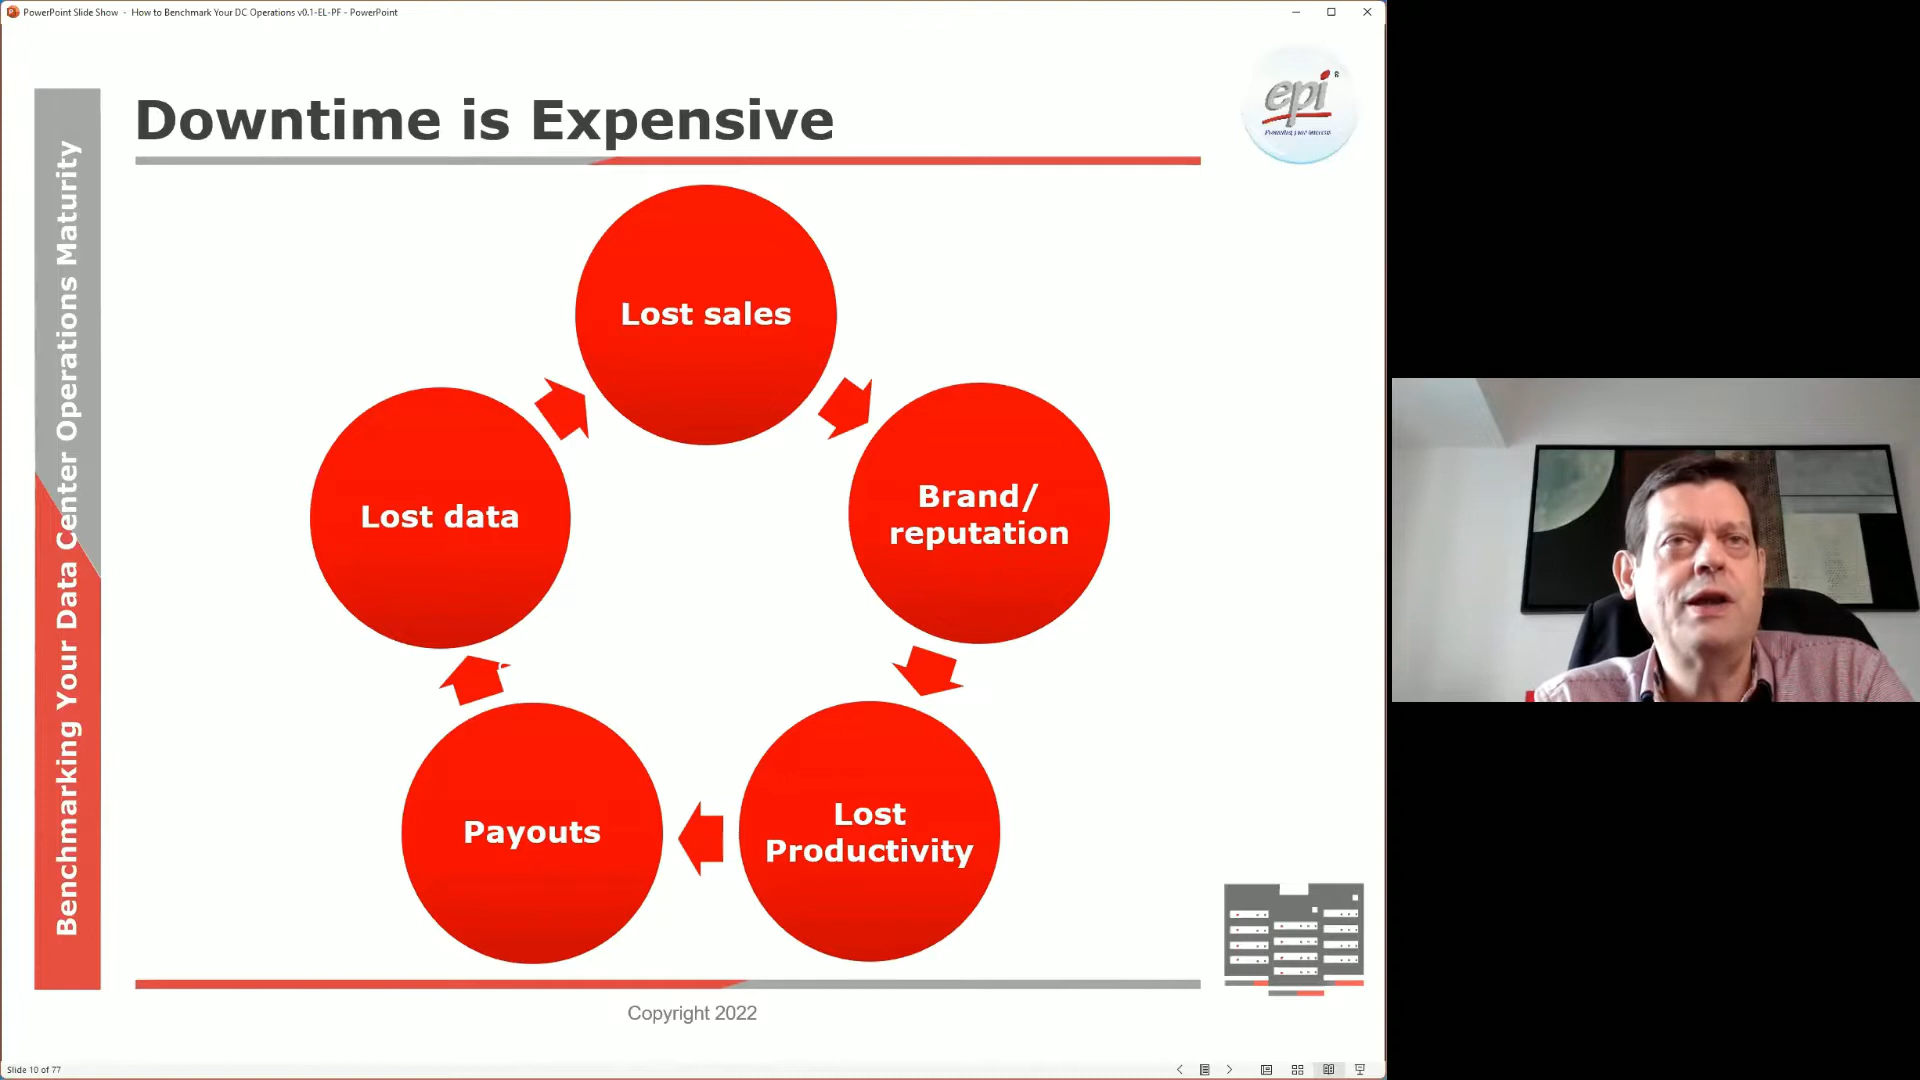 PowerPoint Slide Show - How to Benchmark Your DC Operations v0.1-EL-PF - PowerPoint
Downtime is Expensive
epi
®
Benchmarking Your Data Center Operations Maturity
Lost sales
Brand/
reputation
Lost
Productivity
Payouts
Lost data
Copyright 2022
Slide 10 of 77